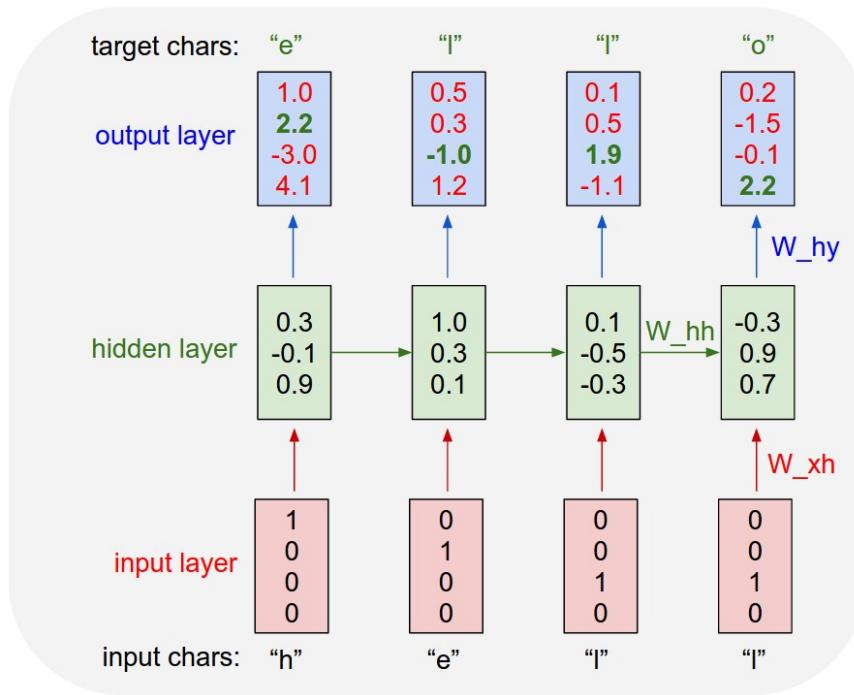 target chars: “e” “l” “l” “o”
output layer
1.0 0.5 0.1 0.2
2.2 0.3 0.5 -1.5
-3.0 -1.0 1.9 -0.1
4.1 1.2 -1.1 2.2
W_hy
hidden layer
0.3 1.0 0.1 -0.3
-0.1 0.3 -0.5 0.9
0.9 0.1 -0.3 0.7
W_hh
W_xh
input layer
1 0 0 0
0 1 0 0
0 0 1 1
0 0 0 0
input chars: “h” “e” “l” “l”